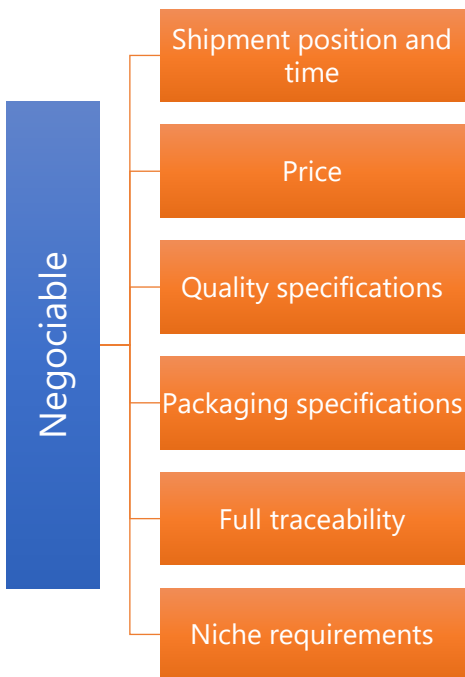 Negociable
Shipment position and
time
Price
Quality specifications
Packaging specifications
Full traceability
Niche requirements